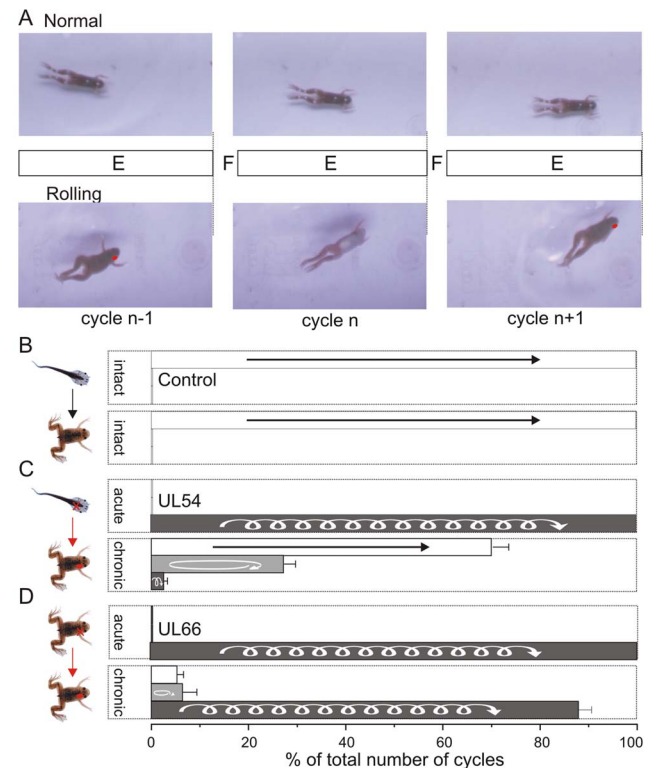 A Normal
E F E F E
Rolling
cycle n-1 cycle n cycle n+1
B
intact
Control
intact
C
acute
UL54
chronic
D
acute
UL66
chronic
0 20 40 60 80 100
% of total number of cycles